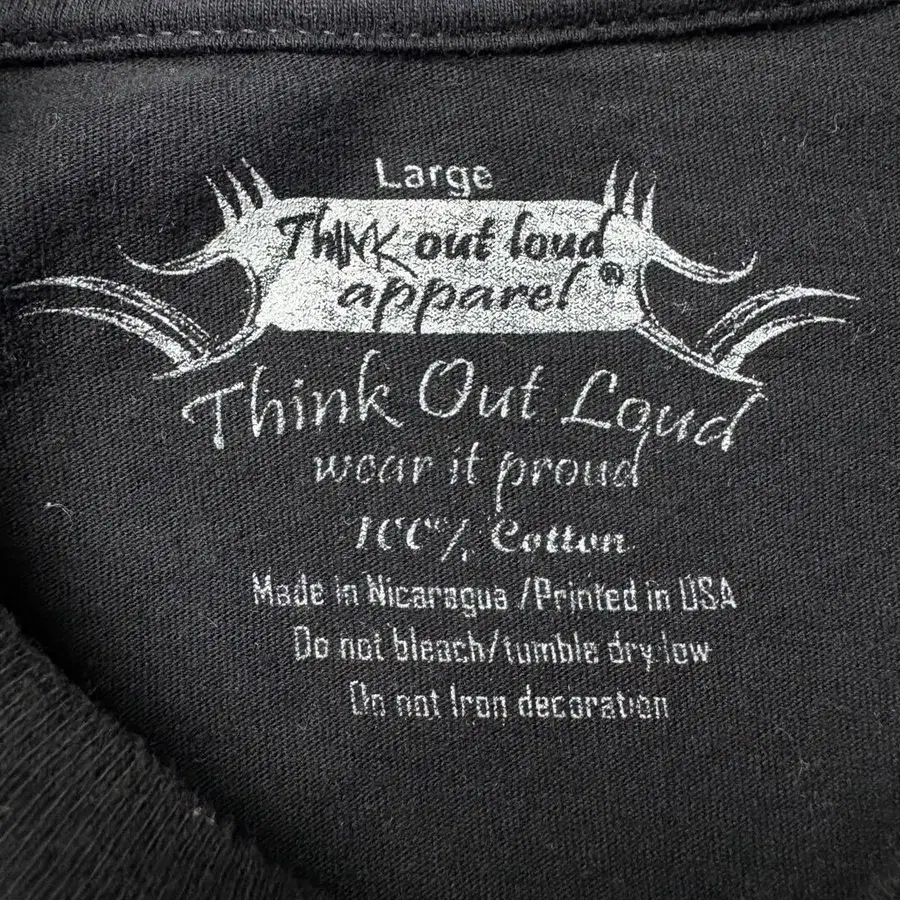 Large
Think out loud
apparel®
Think Out Loud
wear it proud
100% Cotton
Made in Nicaragua /Printed in USA
Do not bleach/tumble dry low
Do not Iron decoration